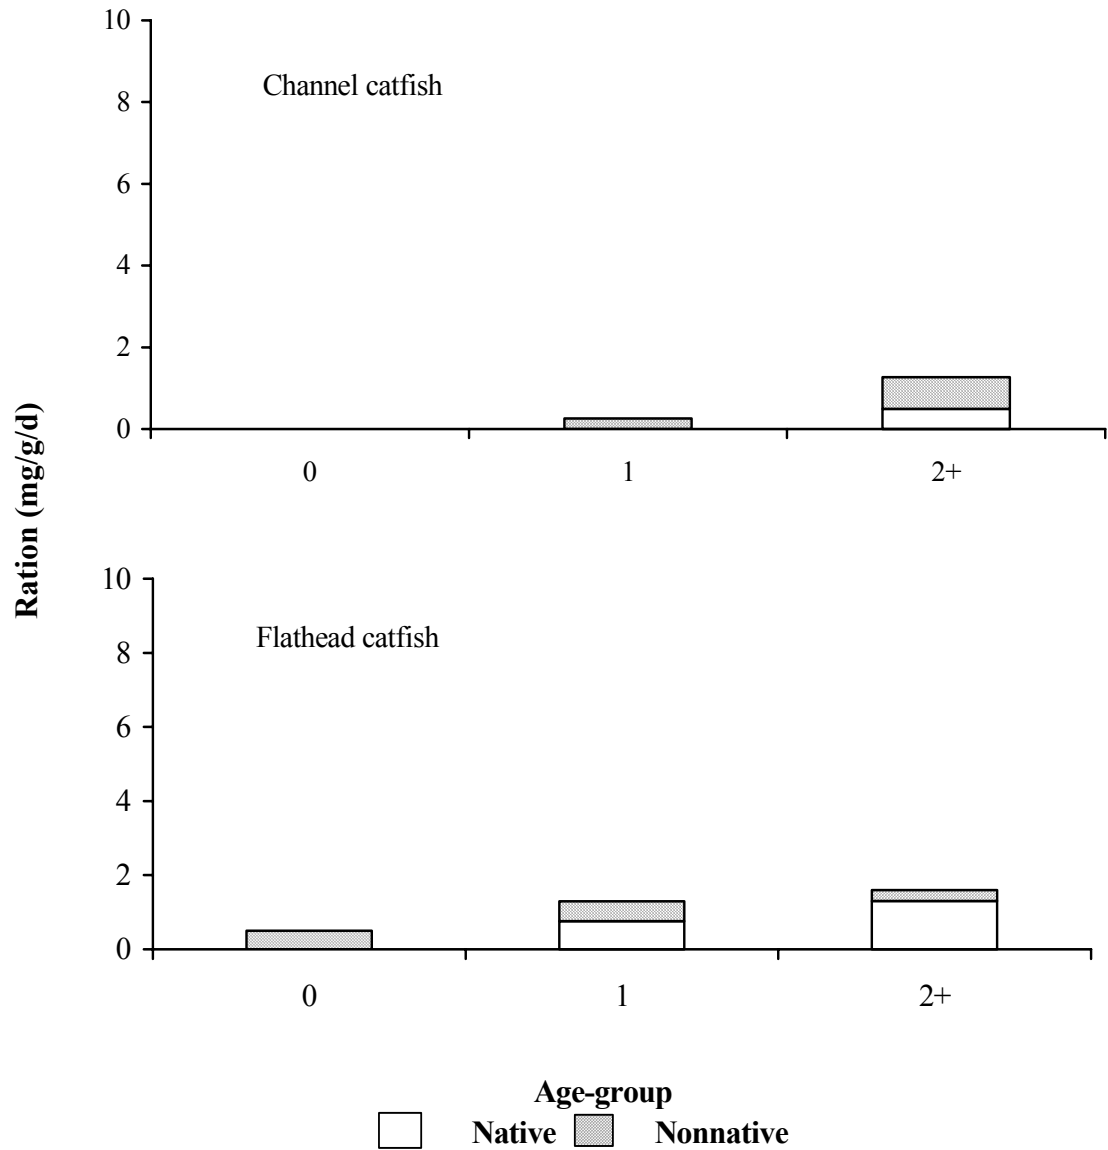 10
Channel catfish
8
6
4
2
0
0 1 2+
Ration (mg/g/d)
10
Flathead catfish
8
6
4
2
0
0 1 2+
Age-group
Native Nonnative